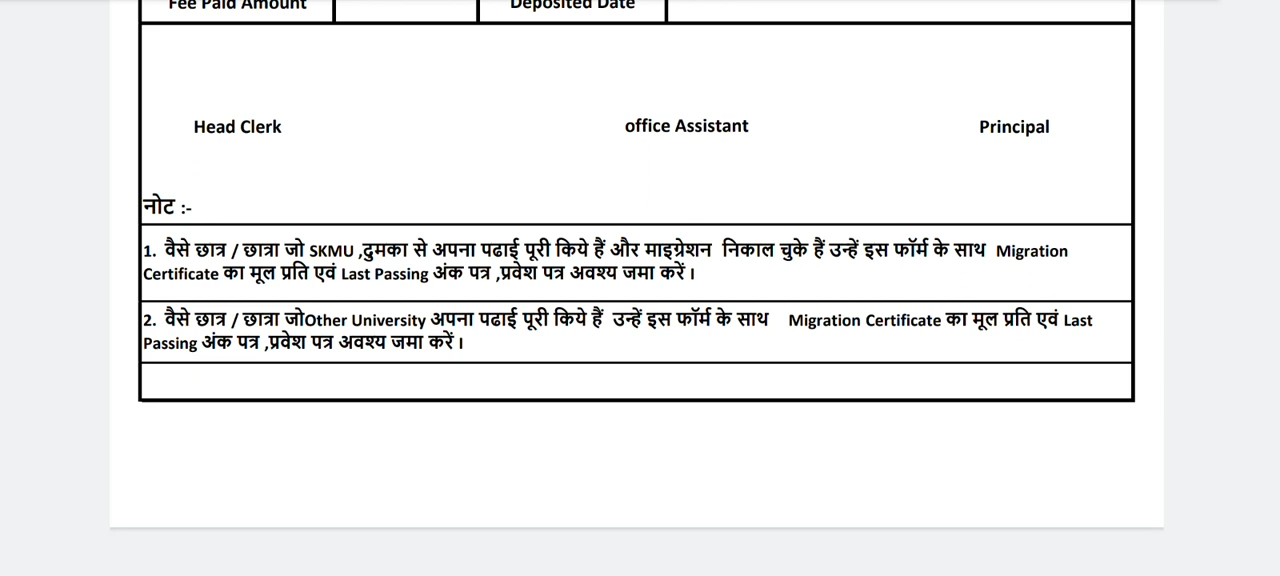 Fee Paid Amount Deposited Date
Head Clerk office Assistant Principal
नोट :-
1. वैसे छात्र / छात्रा जो SKMU ,दुमका से अपना पढाई पूरी किये हैं और माइग्रेशन निकाल चुके हैं उन्हें इस फॉर्म के साथ Migration
Certificate का मूल प्रति एवं Last Passing अंक पत्र ,प्रवेश पत्र अवश्य जमा करें ।
2. वैसे छात्र / छात्रा जोOther University अपना पढाई पूरी किये हैं उन्हें इस फॉर्म के साथ Migration Certificate का मूल प्रति एवं Last
Passing अंक पत्र ,प्रवेश पत्र अवश्य जमा करें ।